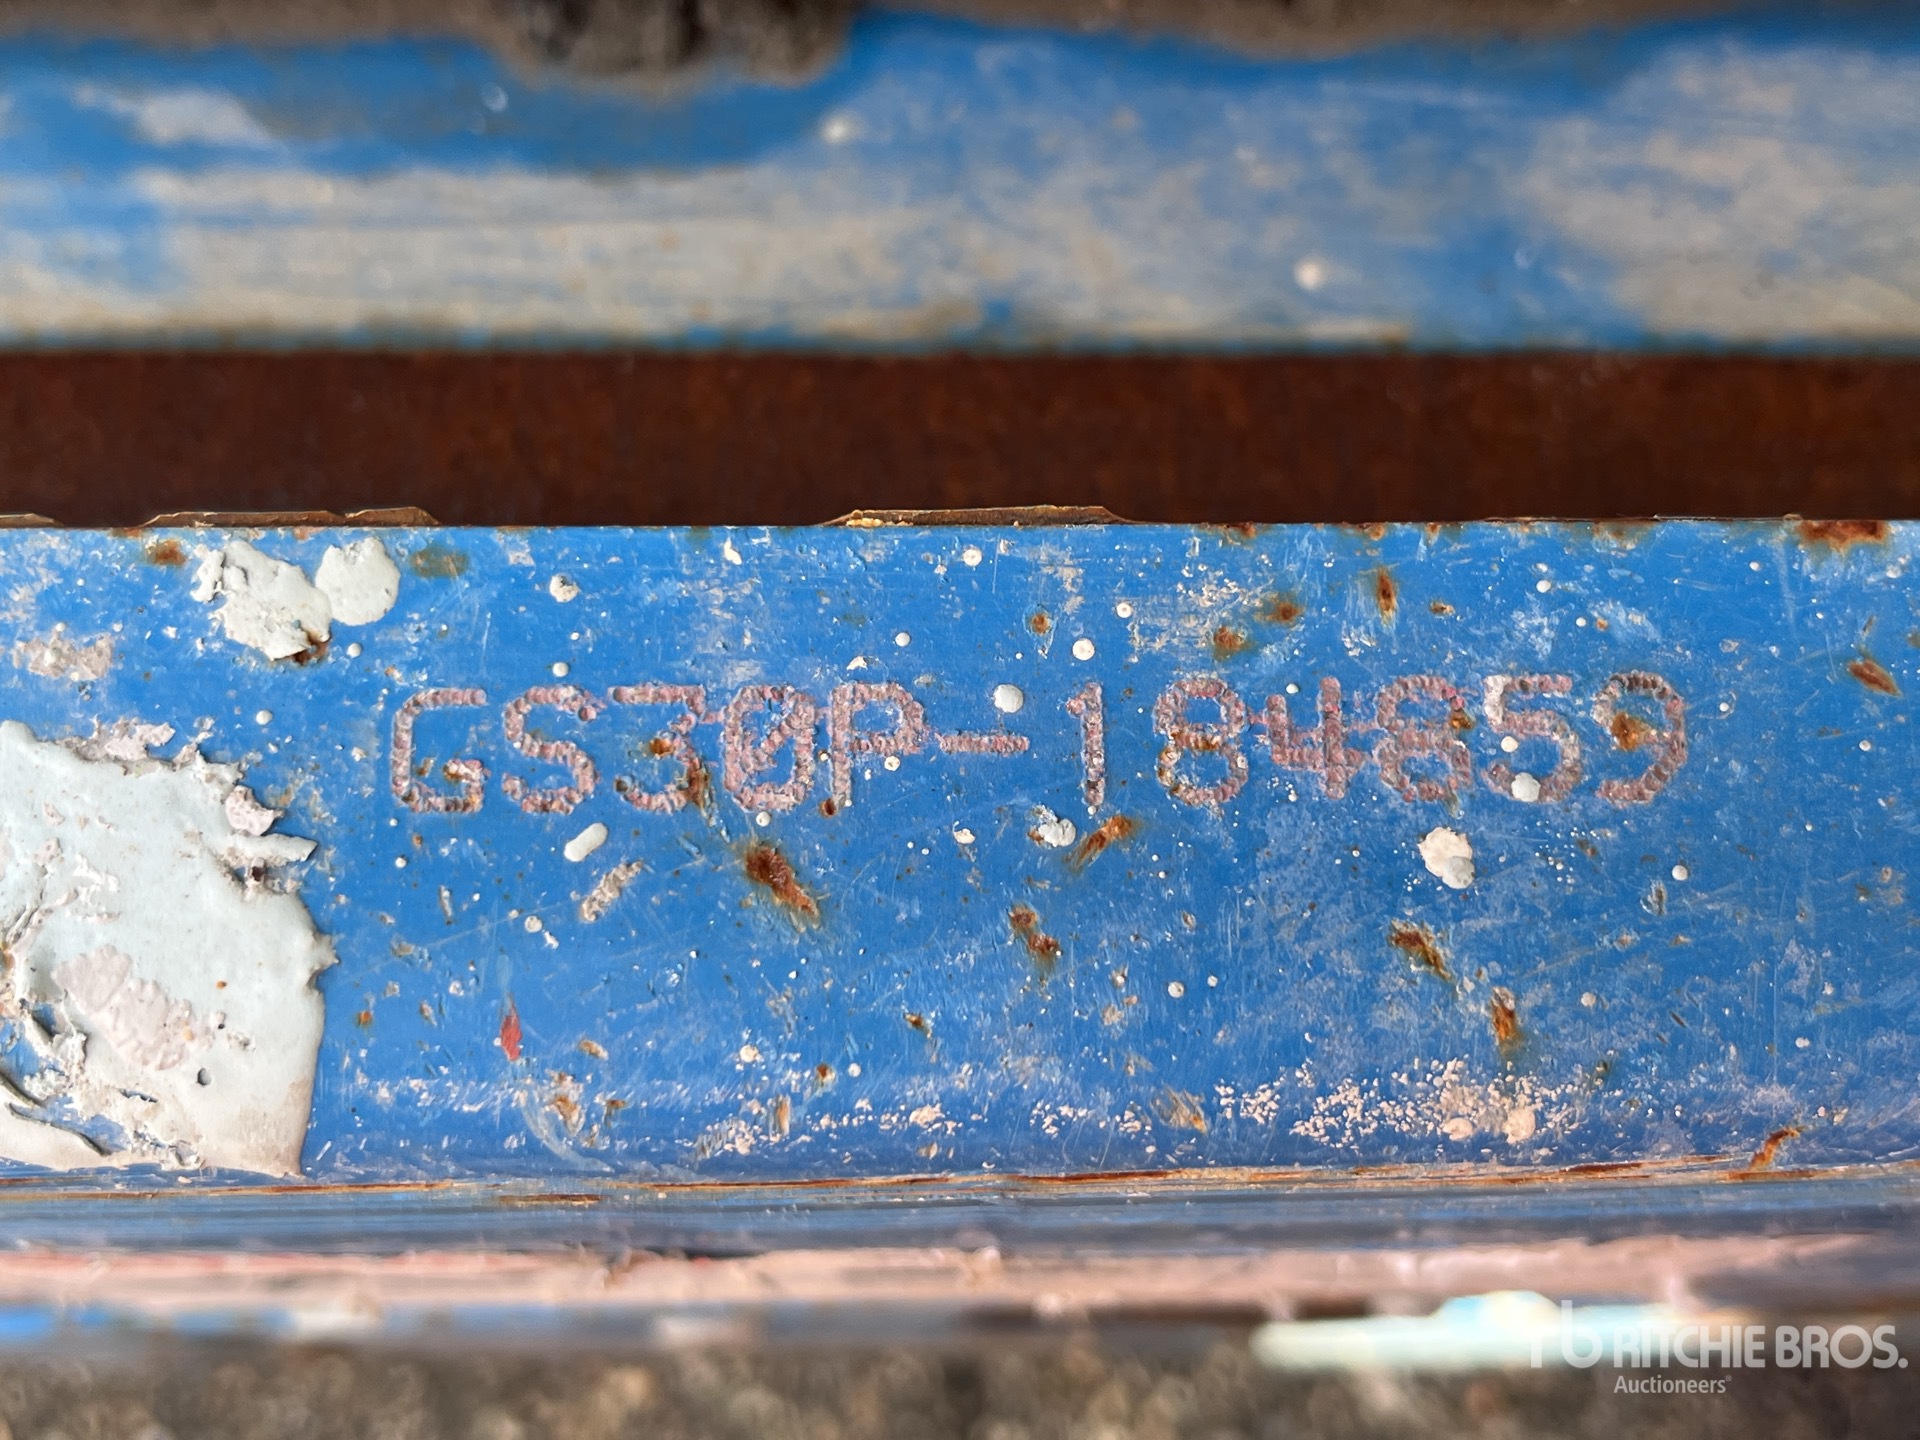 GS30P-184859
RITCHIE BROS.
Auctioneers